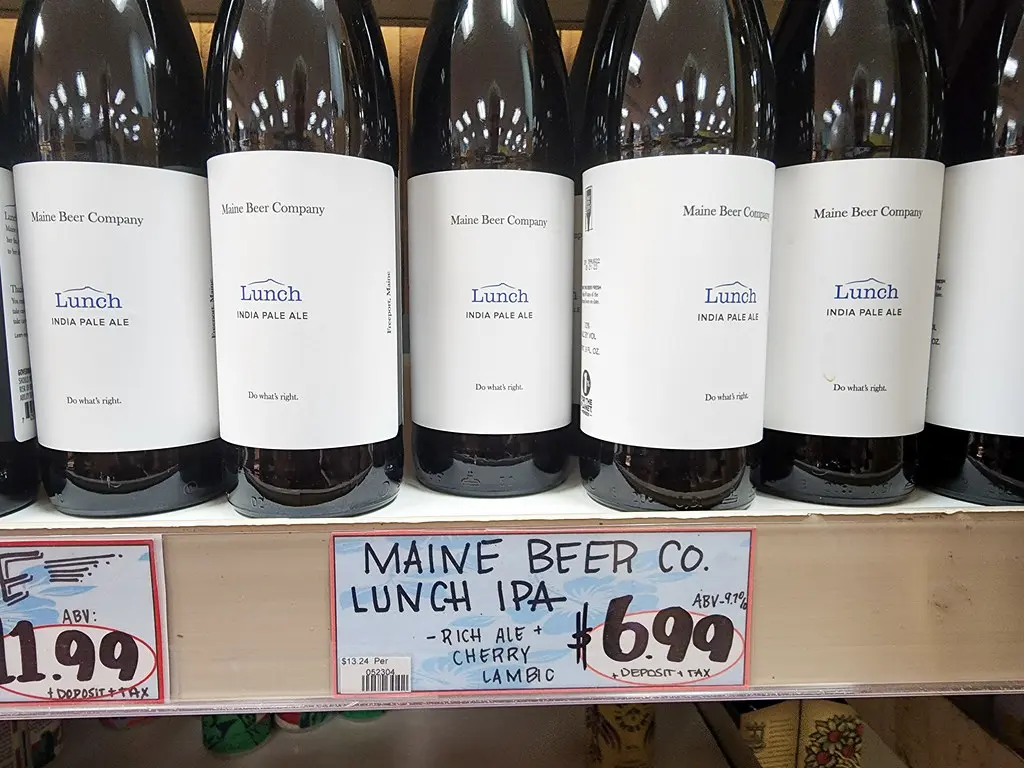 Maine Beer Company
Lunch
INDIA PALE ALE
Do what's right.
Maine Beer Company
Lunch
INDIA PALE ALE
Do what's right.
Freeport, Maine
Maine Beer Company
Lunch
INDIA PALE ALE
Do what's right.
Maine Beer Company
Lunch
INDIA PALE ALE
Do what's right.
Maine Beer Company
Lunch
INDIA PALE ALE
Do what's right.
E
ABV:
11.99
+ DEPOSIT + TAX
MAINE BEER CO.
LUNCH IPA
ABV-9.7%
-RICH ALE +
CHERRY
LAMBIC
$6.99
+ DEPOSIT + TAX
$13.24 Per
052304